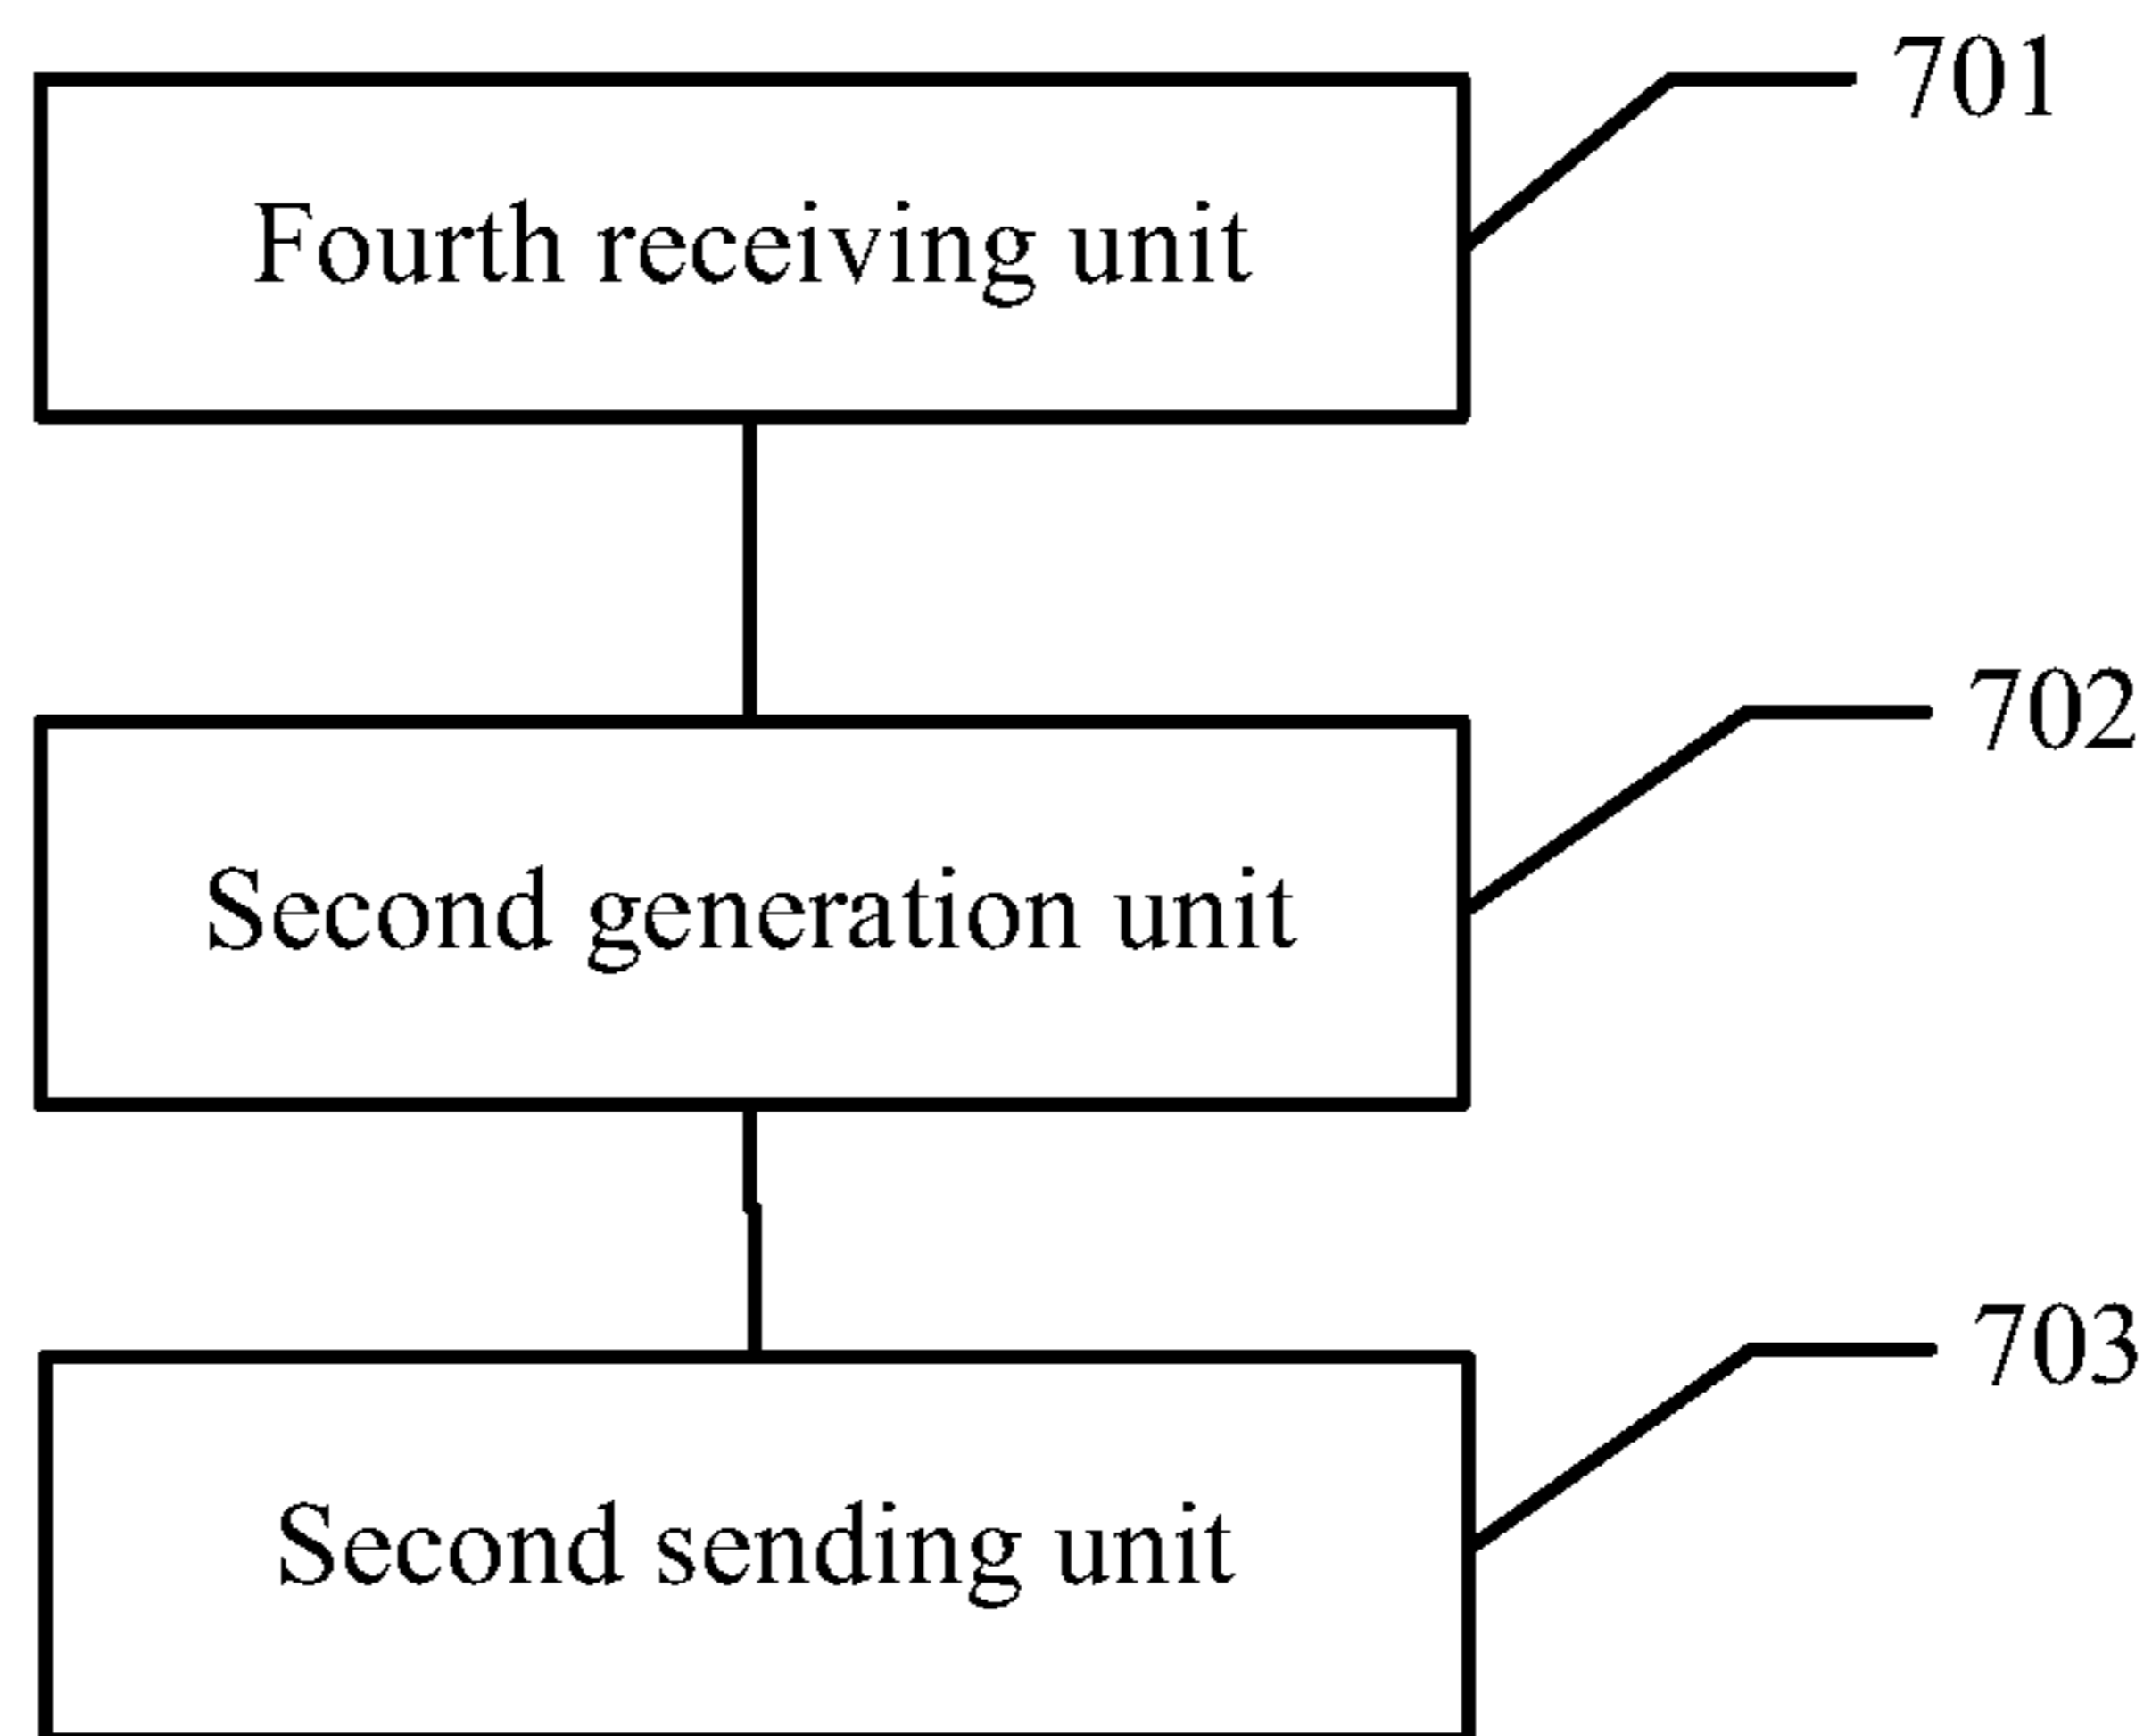 701
Fourth receiving unit
702
Second generation unit
703
Second sending unit